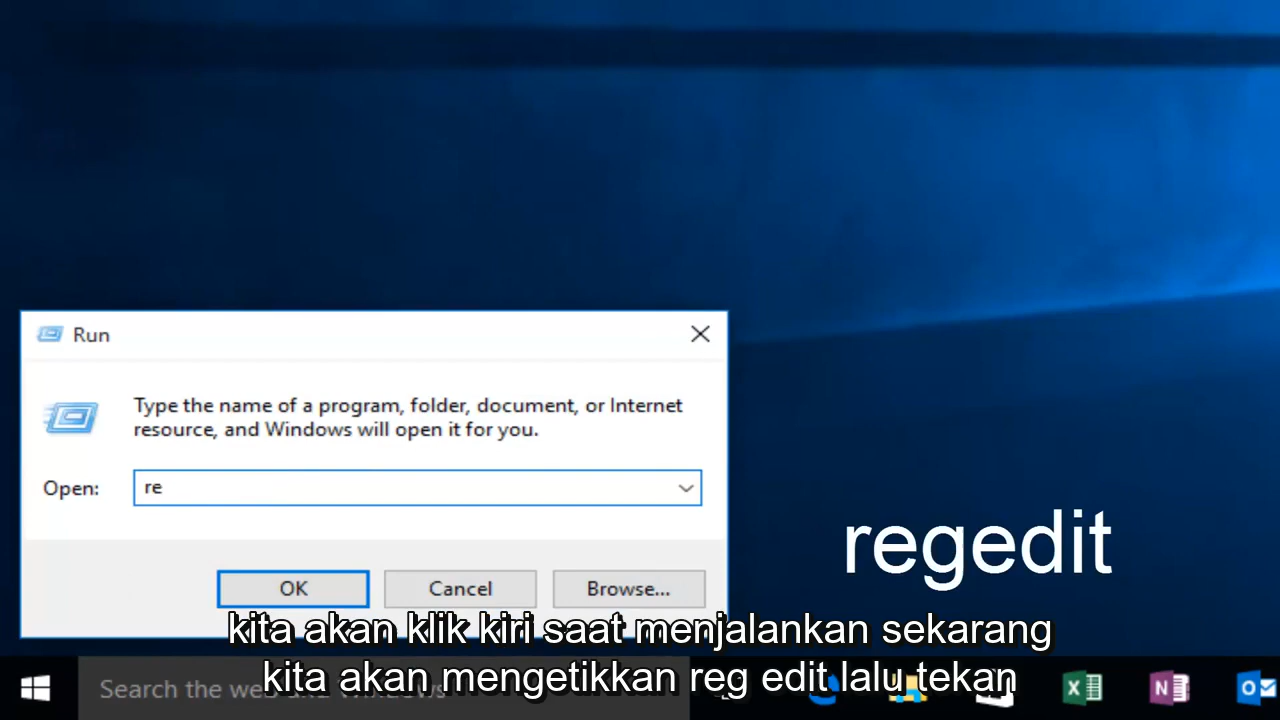 Run
Type the name of a program, folder, document, or Internet
resource, and Windows will open it for you.
Open: re
regedit
OK Cancel Browse...
kita akan klik kiri saat menjalankan sekarang
kita akan mengetikkan reg edit lalu tekan
Search the we Windows